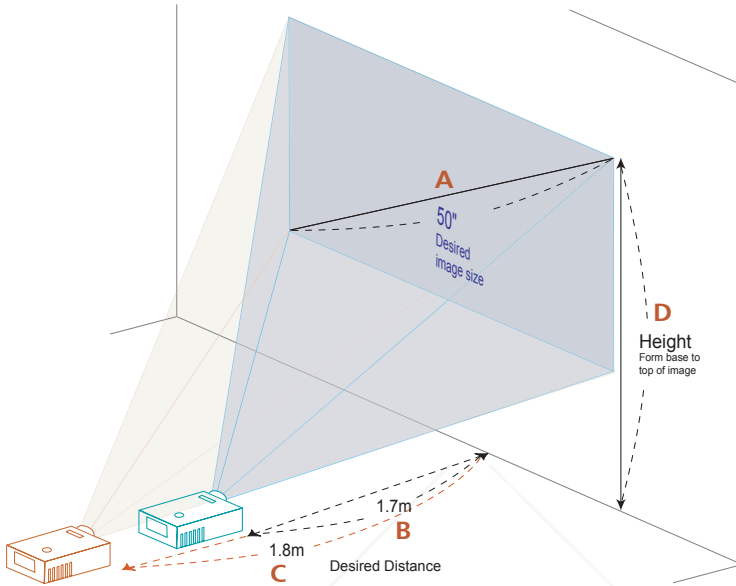 A
50"
Desired
image size
D
Height
Form base to
top of image
1.7m
B
1.8m
C
Desired Distance